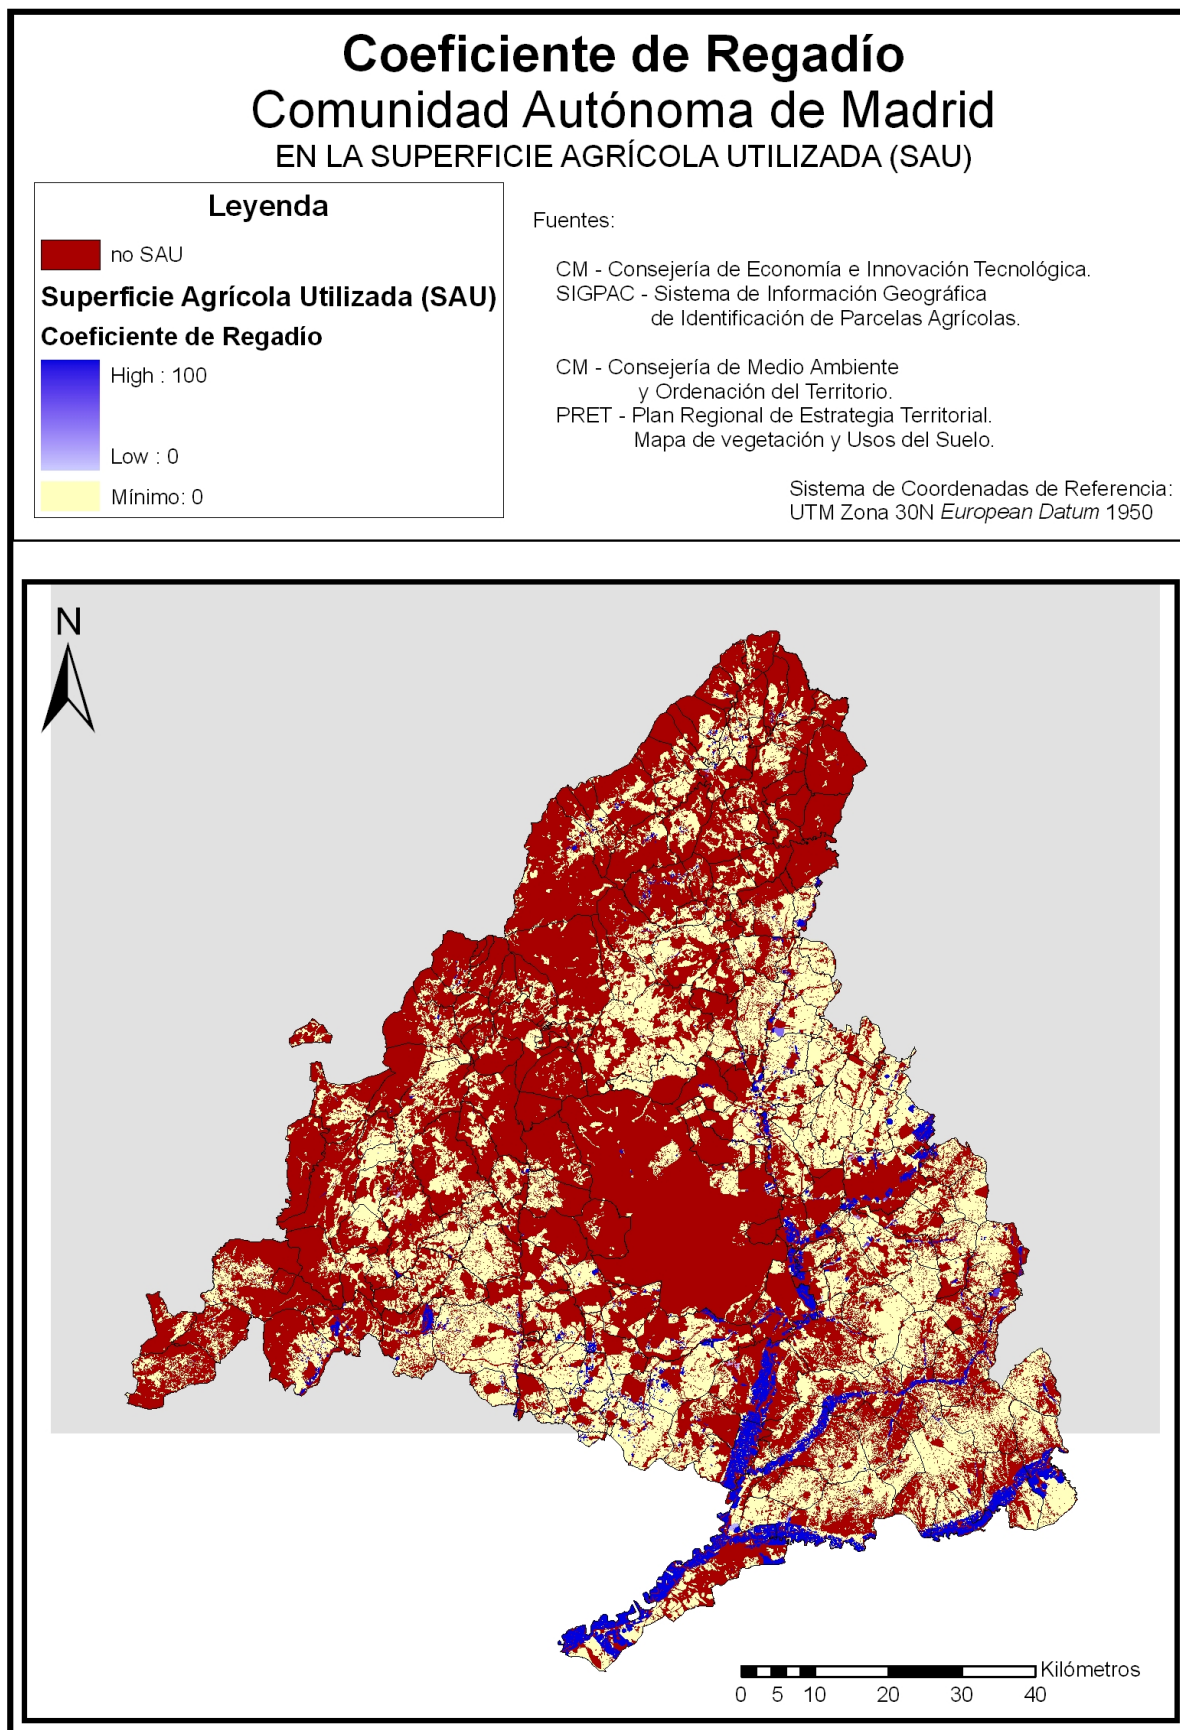 Coeficiente de Regadío
Comunidad Autónoma de Madrid
EN LA SUPERFICIE AGRÍCOLA UTILIZADA (SAU)
Leyenda
no SAU
Superficie Agrícola Utilizada (SAU)
Coeficiente de Regadío
High : 100
Low : 0
Mínimo: 0
Fuentes:
CM - Consejería de Economía e Innovación Tecnológica.
SIGPAC - Sistema de Información Geográfica
de Identificación de Parcelas Agrícolas.
CM - Consejería de Medio Ambiente
y Ordenación del Territorio.
PRET - Plan Regional de Estrategia Territorial.
Mapa de vegetación y Usos del Suelo.
Sistema de Coordenadas de Referencia:
UTM Zona 30N European Datum 1950
N
Kilómetros
0 5 10 20 30 40